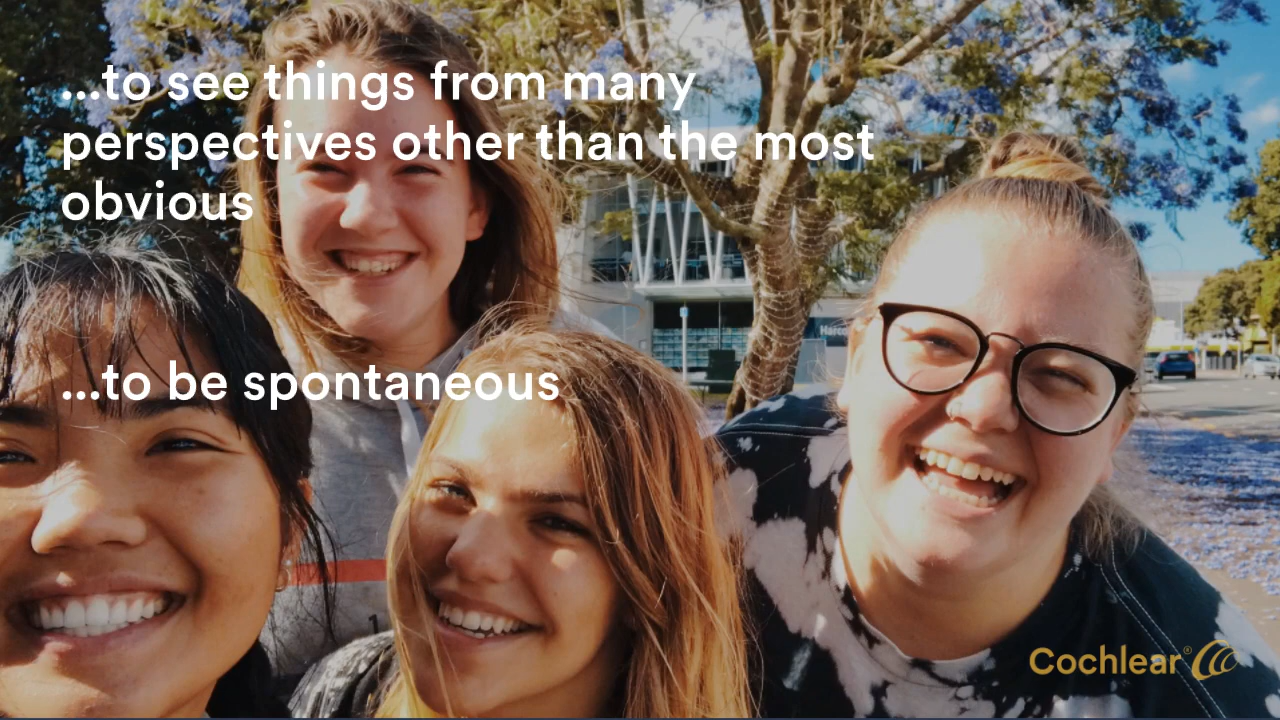 ...to see things from many
perspectives other than the most
obvious
...to be spontaneous
Cochlear®